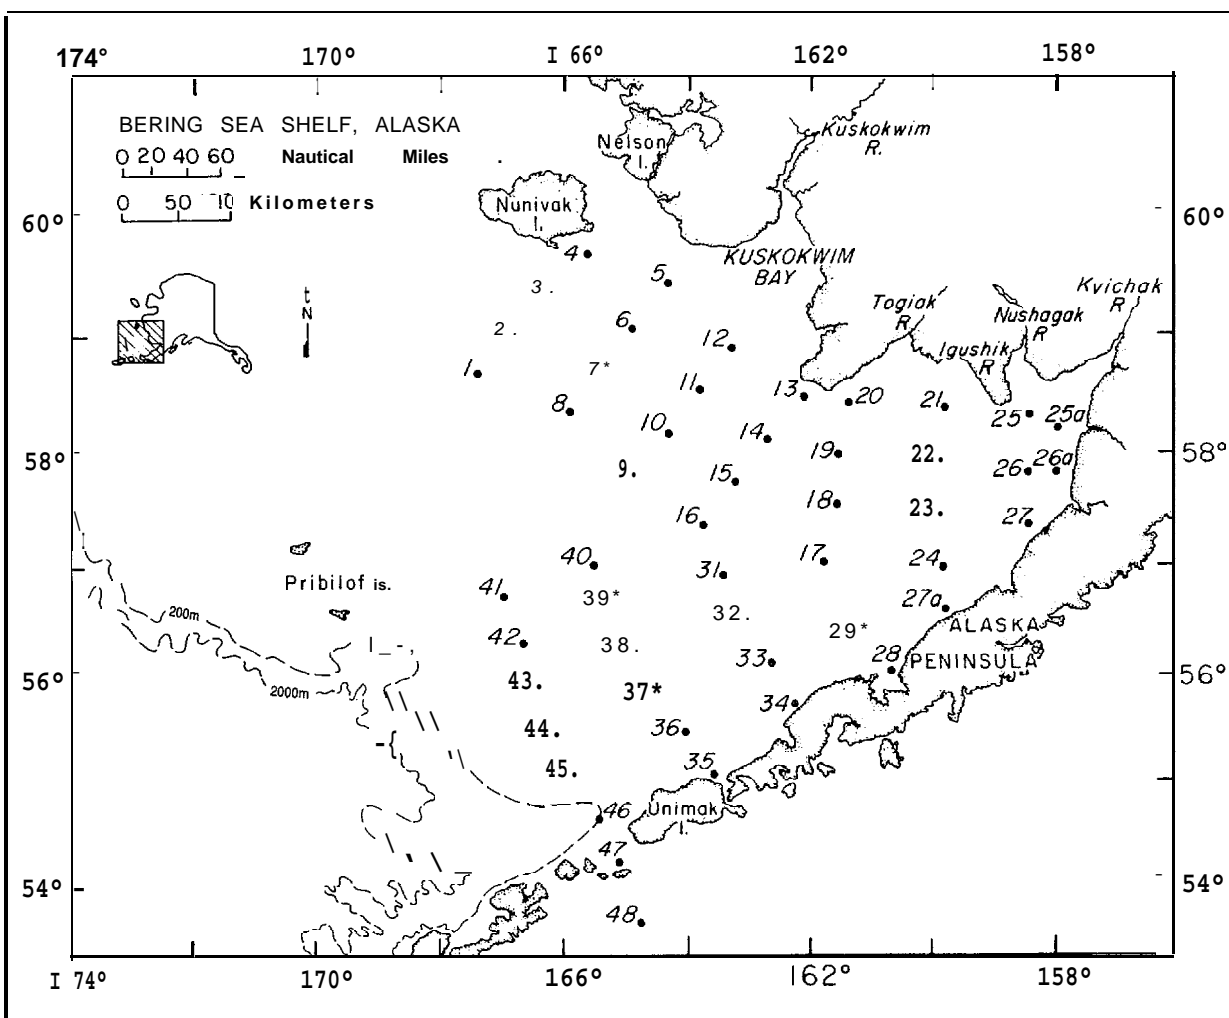 174° 170° I 66° 162° 158°
BERING SEA SHELF, ALASKA
0 20 40 60 Nautical Miles
0 50 10 Kilometers
60° 60°
Nelson
I.
Kuskokwim
R.
Nunivak
I.
KUSKOKWIM
BAY
4
5
3.
Togiak
R
Nushagak
R
Kvichak
R
Igushik
R
t
N
2.
6
12
1
7*
11
13
20
21
25
25a
8
10
14
58° 58°
9.
15
19
22.
26
26a
16
18
23.
27
40
31
17
24
Pribilof is.
41
39*
32.
27a
200m
42
38.
29*
ALASKA
PENINSULA
33
28
56° 56°
2000m
43.
37*
34
44.
36
45.
35
46
Unimak
I.
47
54° 54°
48
I 74° 170° 166° 162° 158°